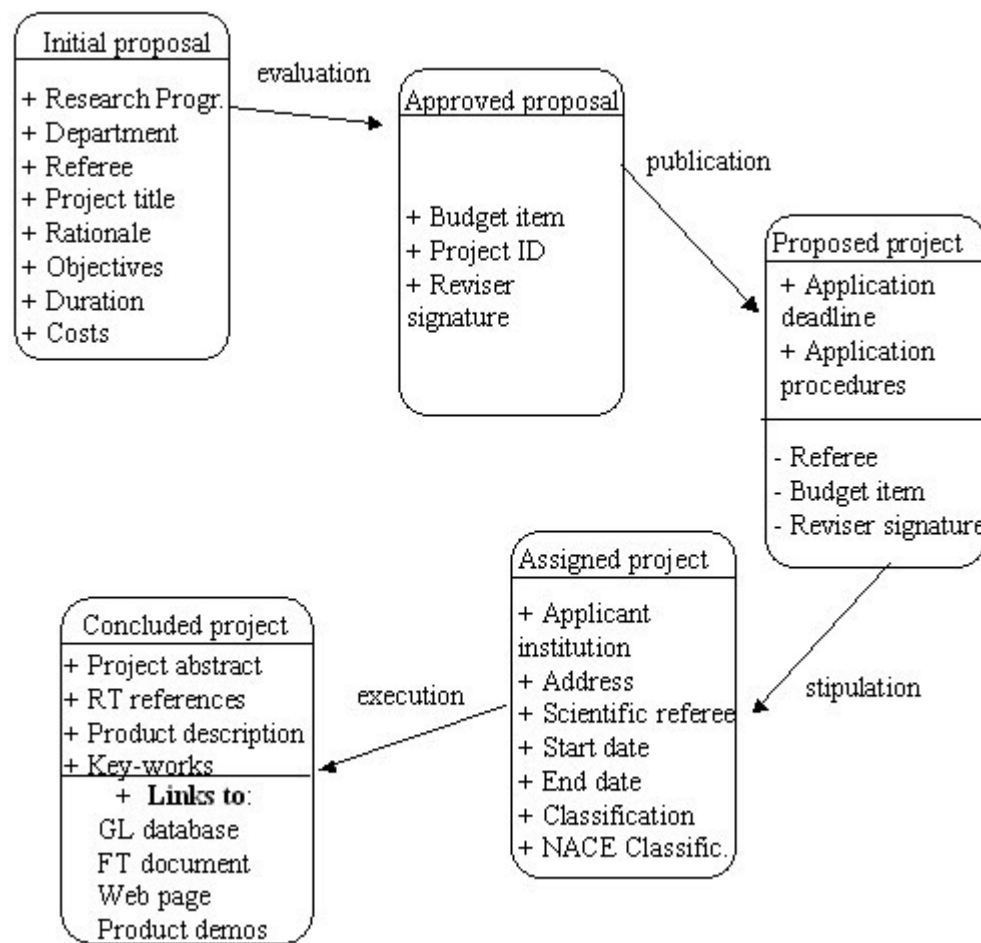 Initial proposal
+ Research Progr.
+ Department
+ Referee
+ Project title
+ Rationale
+ Objectives
+ Duration
+ Costs
evaluation
Approved proposal
+ Budget item
+ Project ID
+ Reviser
signature
publication
Proposed project
+ Application
deadline
+ Application
procedures
- Referee
- Budget item
- Reviser signature
stipulation
Assigned project
+ Applicant
institution
+ Address
+ Scientific referee
+ Start date
+ End date
+ Classification
+ NACE Classific.
execution
Concluded project
+ Project abstract
+ RT references
+ Product description
+ Key-works
+ Links to:
GL database
FT document
Web page
Product demos